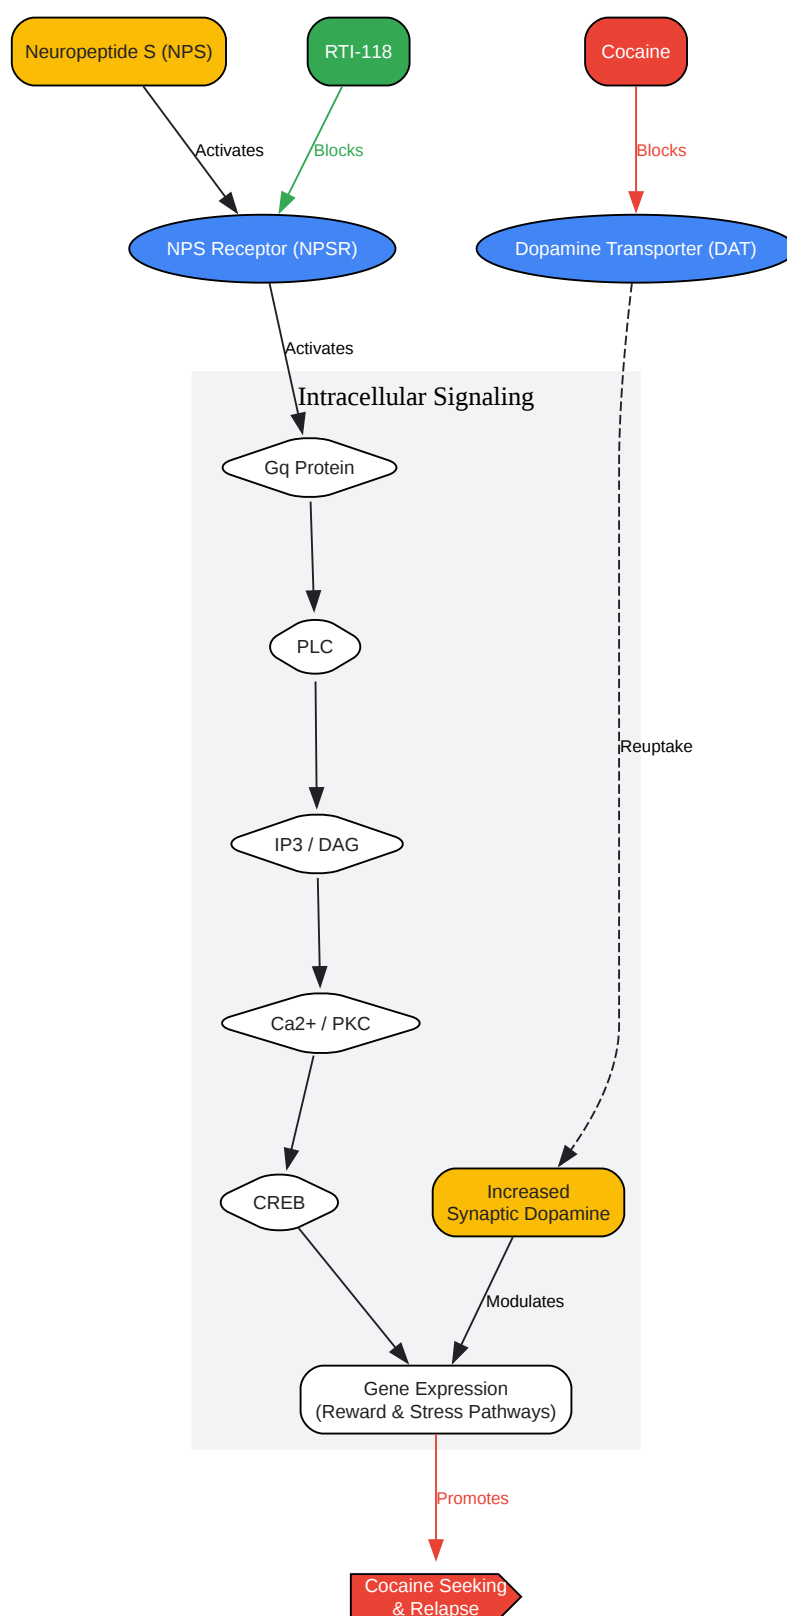 Neuropeptide S (NPS)
RTI-118
Cocaine
Activates
Blocks
Blocks
NPS Receptor (NPSR)
Dopamine Transporter (DAT)
Activates
Intracellular Signaling
Gq Protein
PLC
Reuptake
IP3 / DAG
Ca2+ / PKC
CREB
Increased
Synaptic Dopamine
Modulates
Gene Expression
(Reward & Stress Pathways)
Promotes
Cocaine Seeking
& Relapse